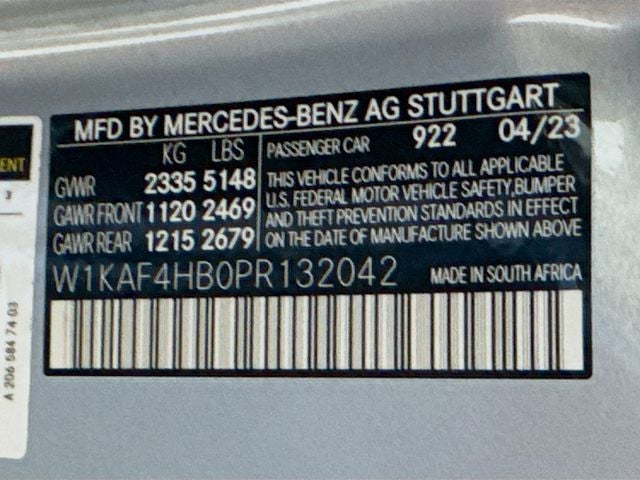 MFD BY MERCEDES-BENZ AG STUTTGART
KG LBS
GVWR 2335 5148
GAWR FRONT 1120 2469
GAWR REAR 1215 2679
PASSENGER CAR 922 04/23
THIS VEHICLE CONFORMS TO ALL APPLICABLE
U.S. FEDERAL MOTOR VEHICLE SAFETY,BUMPER
AND THEFT PREVENTION STANDARDS IN EFFECT
ON THE DATE OF MANUFACTURE SHOWN ABOVE
W1KAF4HB0PR132042 MADE IN SOUTH AFRICA
ENT
3
A 206 584 74 03